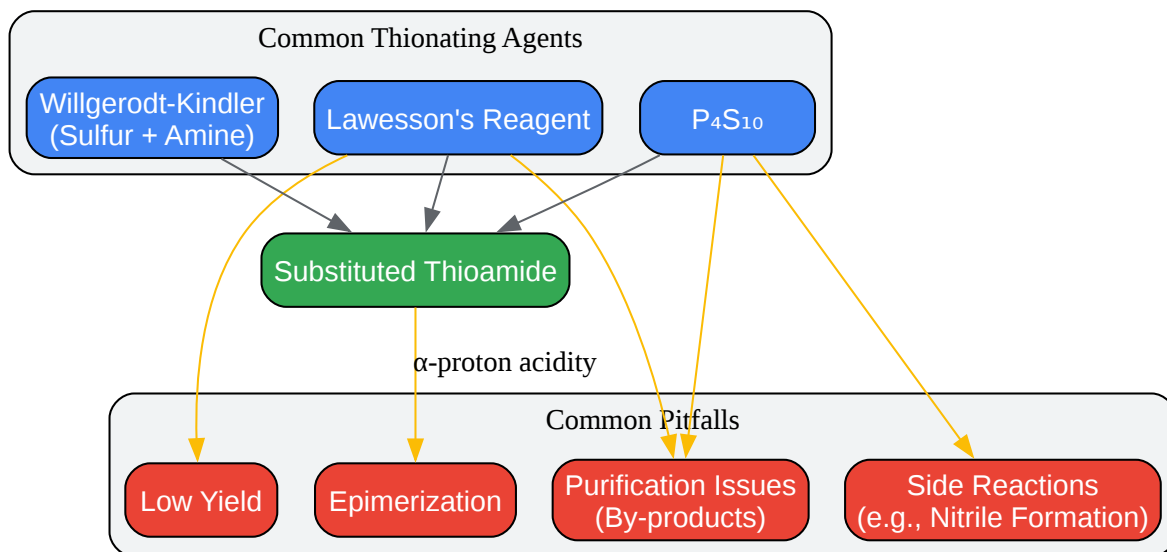 Common Thionating Agents
Willgerodt-Kindler
(Sulfur + Amine)
Lawesson's Reagent
P₄S₁₀
Substituted Thioamide
α-proton acidity
Common Pitfalls
Low Yield
Epimerization
Purification Issues
(By-products)
Side Reactions
(e.g., Nitrile Formation)